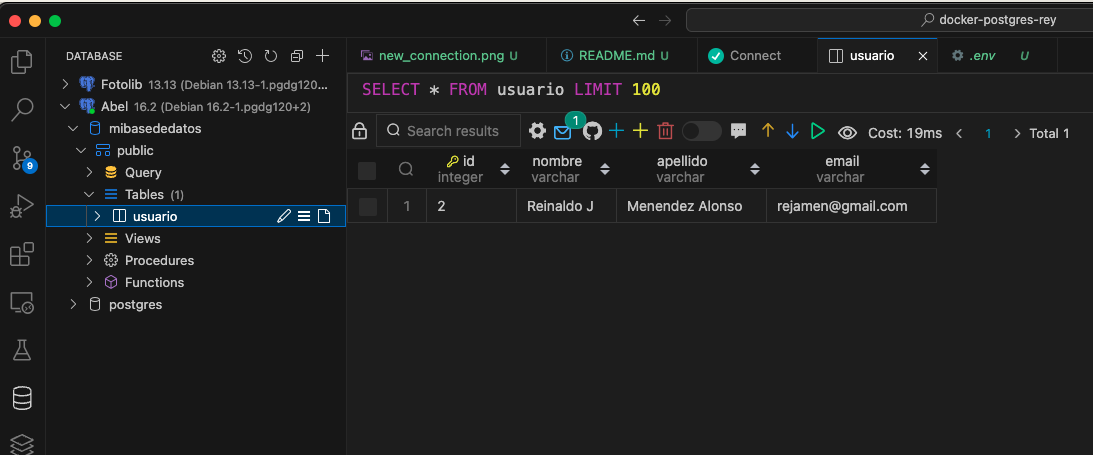 docker-postgres-rey
DATABASE
new_connection.png U
README.md U
Connect
usuario
.env U
Fotolib 13.13 (Debian 13.13-1.pgdg120...
Abel 16.2 (Debian 16.2-1.pgdg120+2)
mibasededatos
public
Query
Tables (1)
usuario
Views
Procedures
Functions
postgres
9
SELECT * FROM usuario LIMIT 100
Search results
1
Cost: 19ms
1
Total 1
id nombre apellido email
integer varchar varchar varchar
1 2 Reinaldo J Menendez Alonso rejamen@gmail.com